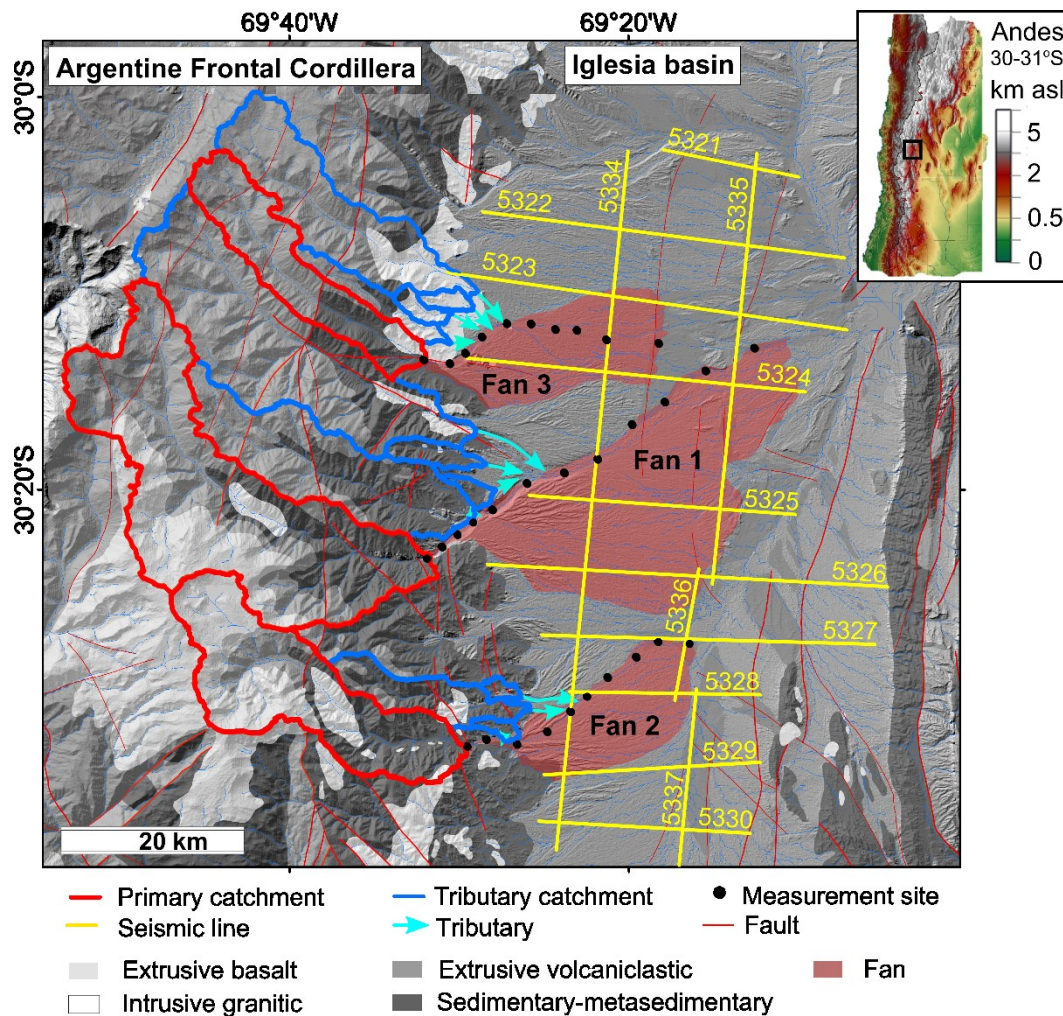 69°40'W
69°20'W
Argentine Frontal Cordillera
Iglesia basin
Andes
30-31°S
km asl
5
2
0.5
0
30°0'S
30°20'S
5321
5334
5335
5322
5323
5324
Fan 3
Fan 1
5325
5326
5336
5327
5328
Fan 2
5329
5337
5330
20 km
Primary catchment
Tributary catchment
Measurement site
Seismic line
Tributary
Fault
Extrusive basalt
Extrusive volcaniclastic
Fan
Intrusive granitic
Sedimentary-metasedimentary